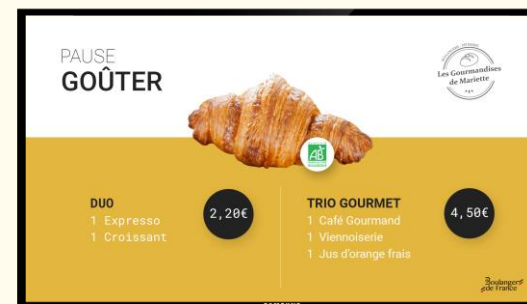 PAUSE
GOÛTER
Les Gourmandises
de Mariette
AB
DUO
1 Expresso
1 Croissant
2,20€
TRIO GOURMET
1 Café Gourmand
1 Viennoiserie
1 Jus d'orange frais
4,50€
Boulanger
de France